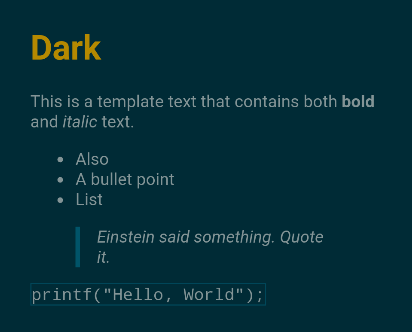 Dark
This is a template text that contains both bold
and italic text.
Also
A bullet point
List
Einstein said something. Quote
it.
printf("Hello, World");